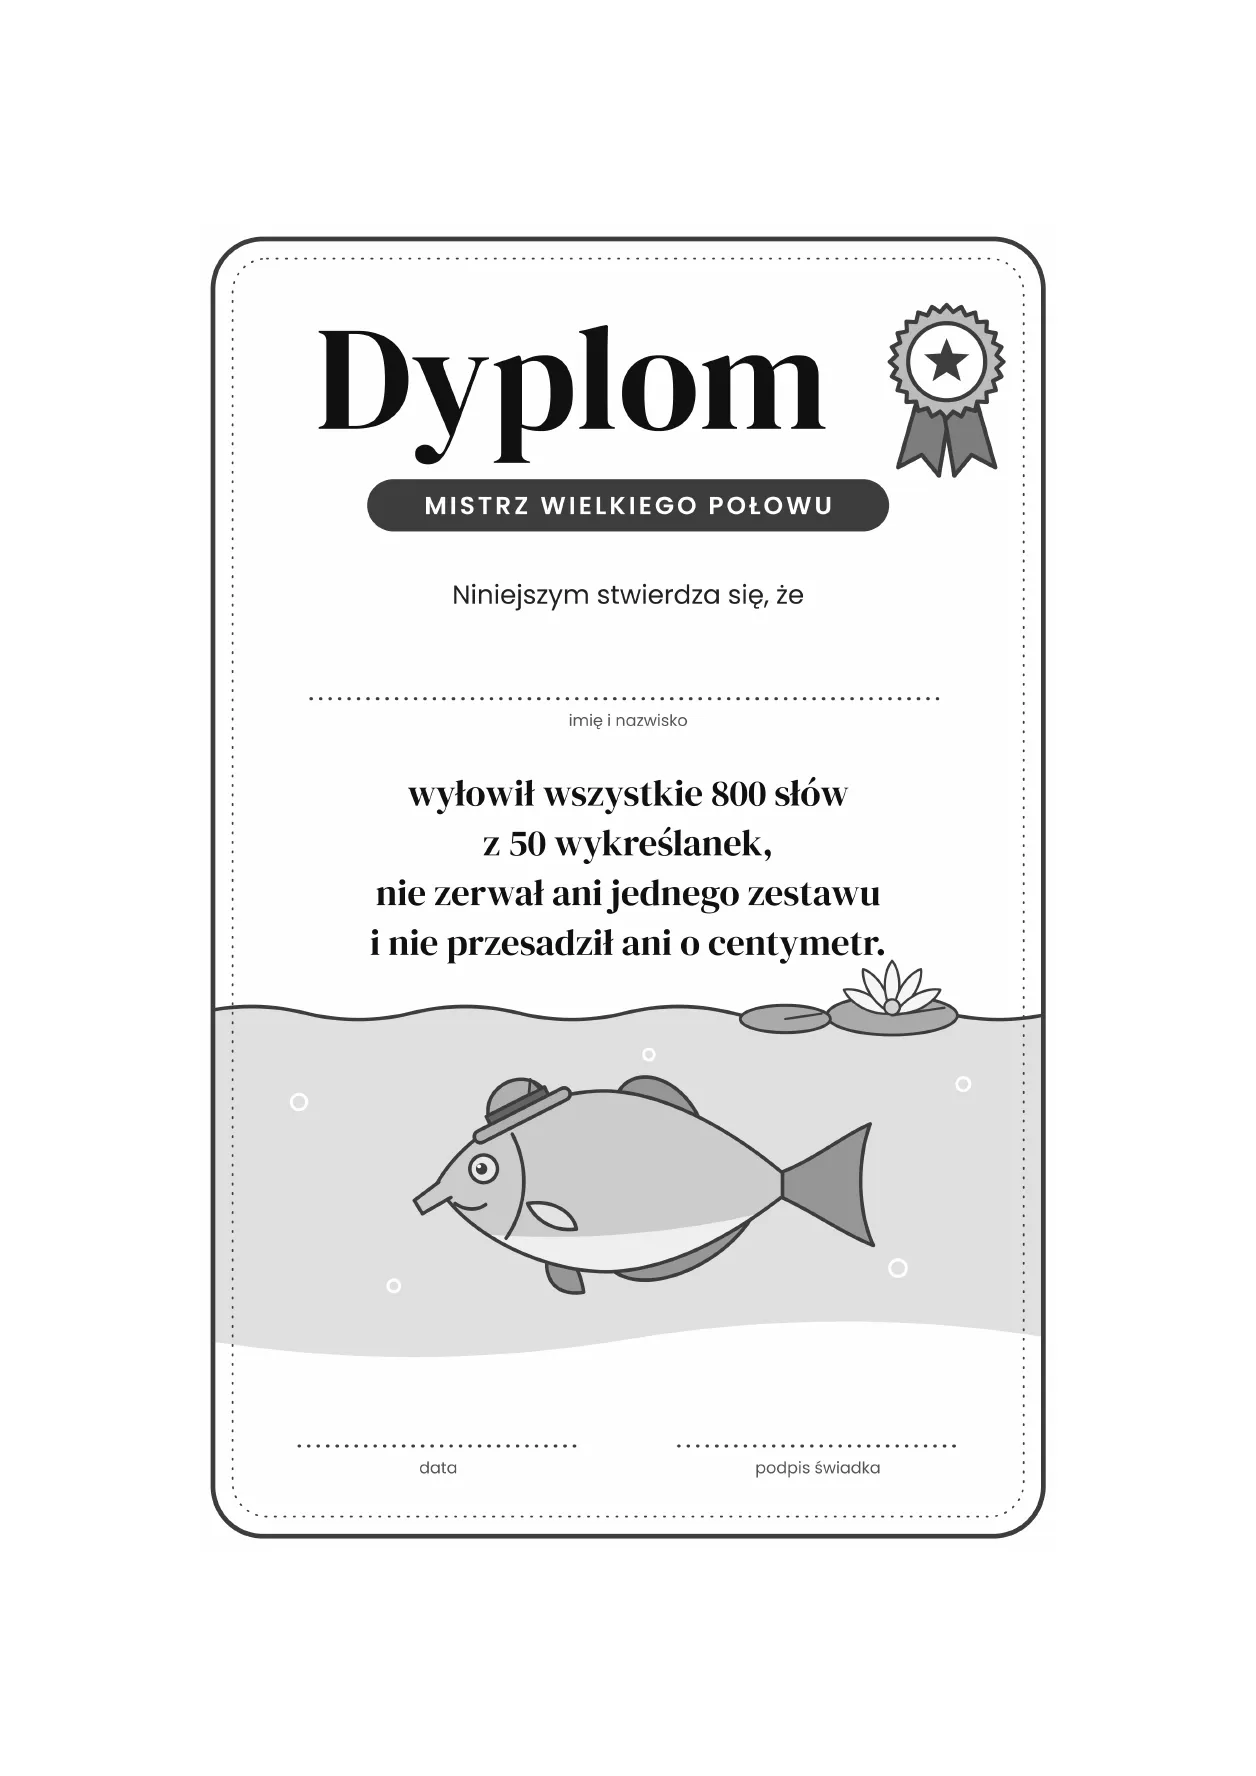 Dyplom
MISTRZ WIELKIEGO POŁOWU
Niniejszym stwierdza się, że
imię i nazwisko
wyłowił wszystkie 800 słów
z 50 wykreślanek,
nie zerwał ani jednego zestawu
i nie przesadził ani o centymetr.
data
podpis świadka